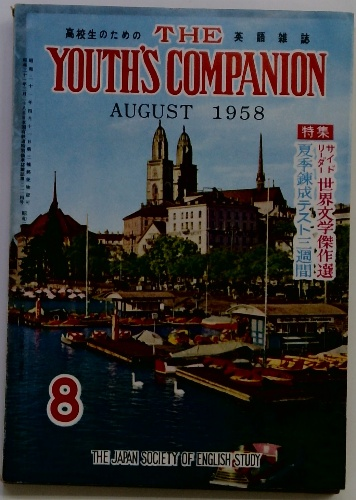 高校生のための THE 英語雑誌
YOUTH'S COMPANION
AUGUST 1958
特集
サイドリーダー 世界文学傑作選
夏季錬成テスト三週間
8
THE JAPAN SOCIETY OF ENGLISH STUDY